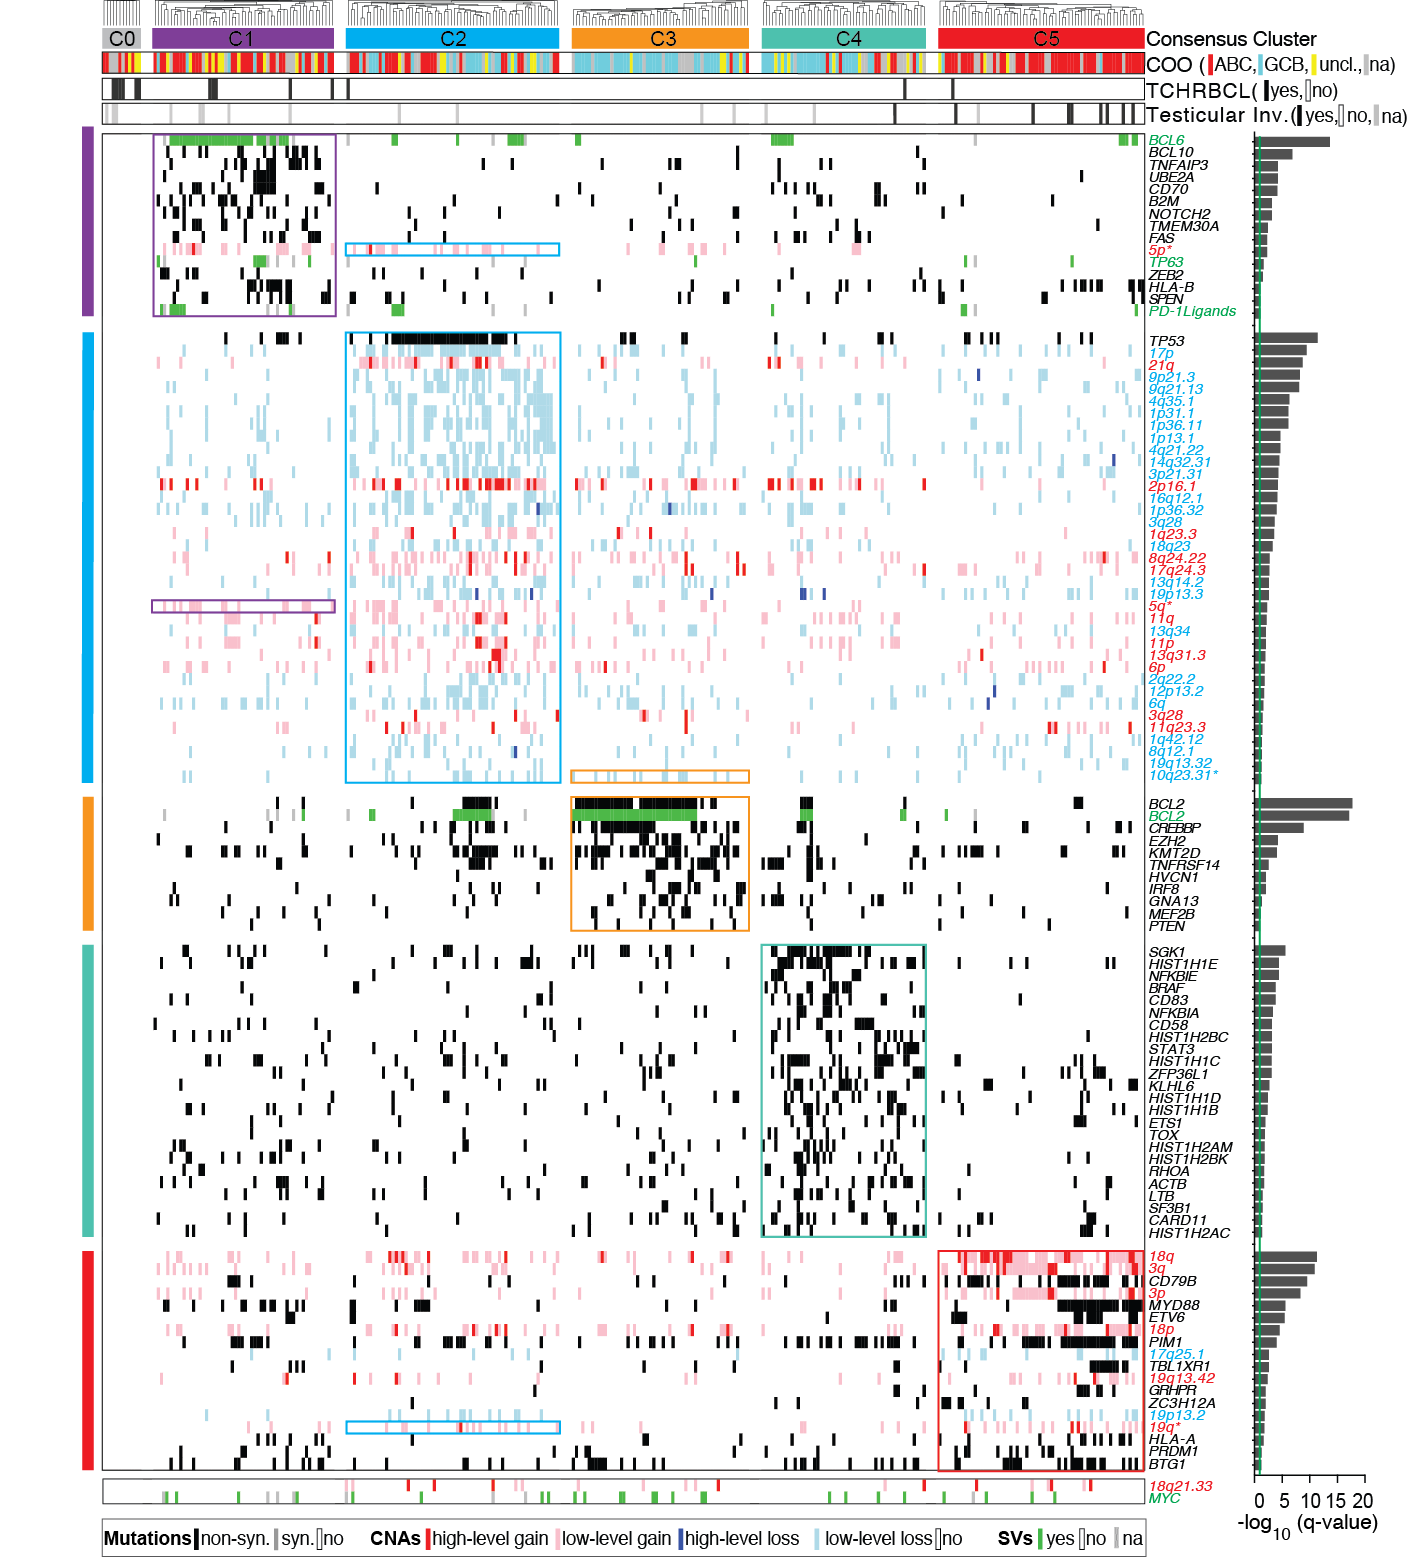 C0 C1 C2 C3 C4 C5 Consensus Cluster
COO ( ABC, GCB, uncl., na)
TCHRBCL( yes, no)
Testicular Inv.( yes, no, na)
BCL6
BCL10
TNFAIP3
UBE2A
CD70
B2M
NOTCH2
TMEM30A
FAS
5p*
TP63
ZEB2
HLA-B
SPEN
PD-1Ligands
TP53
17p
21q
9p21.3
9q21.13
4q35.1
1p31.1
1p36.11
1p13.1
4q21.22
14q32.31
3p21.31
2p16.1
16q12.1
1p36.32
3q28
1q23.3
18q23
8q24.22
17q24.3
13q14.2
19p13.3
5q*
11q
13q34
11p
13q31.3
6p
2q22.2
12p13.2
6q
3q28
11q23.3
1q42.12
8q12.1
19q13.32
10q23.31*
BCL2
BCL2
CREBBP
EZH2
KMT2D
TNFRSF14
HVCN1
IRF8
GNA13
MEF2B
PTEN
SGK1
HIST1H1E
NFKBIE
BRAF
CD83
NFKBIA
CD58
HIST1H2BC
STAT3
HIST1H1C
ZFP36L1
KLHL6
HIST1H1D
HIST1H1B
ETS1
TOX
HIST1H2AM
HIST1H2BK
RHOA
ACTB
LTB
SF3B1
CARD11
HIST1H2AC
18q
3q
CD79B
3p
MYD88
ETV6
18p
PIM1
17q25.1
TBL1XR1
19q13.42
GRHPR
ZC3H12A
19p13.2
19q*
HLA-A
PRDM1
BTG1
18q21.33
MYC
0 5 10 15 20
-log10 (q-value)
Mutations non-syn. syn. no CNAs high-level gain low-level gain high-level loss low-level loss no SVs yes no na